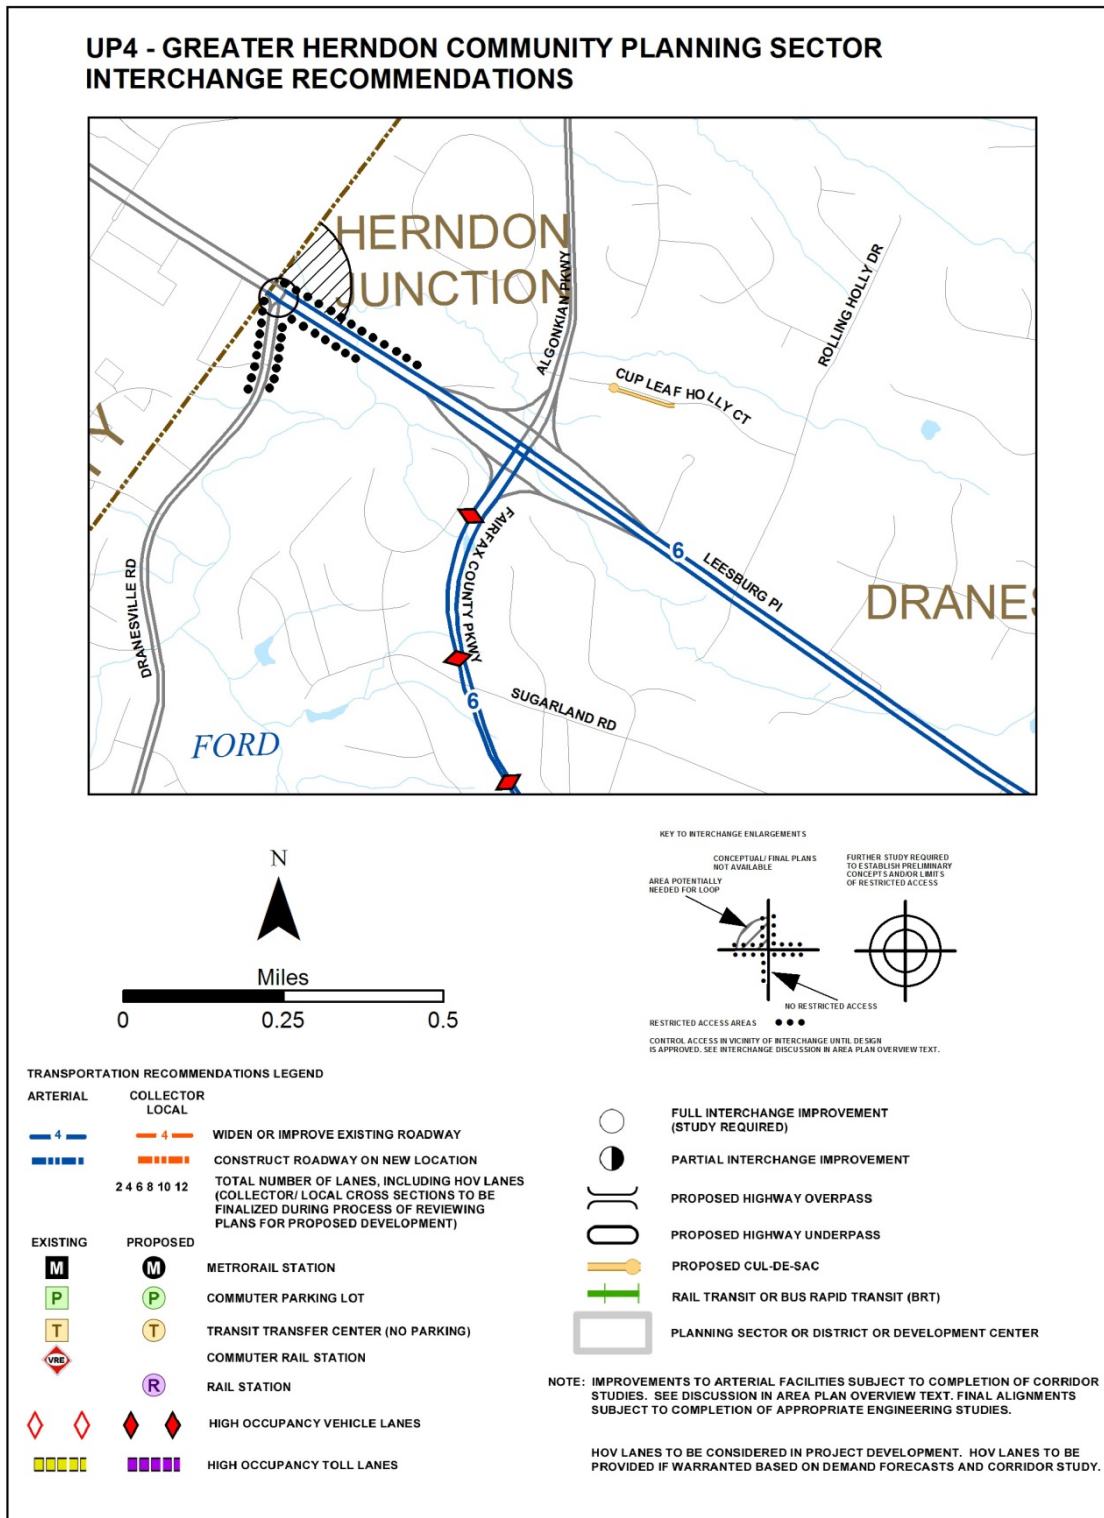 UP4 - GREATER HERNDON COMMUNITY PLANNING SECTOR
INTERCHANGE RECOMMENDATIONS
HERNDON
JUNCTION
ALGONKIAN PKWY
ROLLING HOLLY DR
CUP LEAF HOLLY CT
Y
FAIRFAX COUNTY PKWY
6
LEESBURG PI
DRANES
DRANESVILLE RD
SUGARLAND RD
6
FORD
N
Miles
0 0.25 0.5
KEY TO INTERCHANGE ENLARGEMENTS
CONCEPTUAL/ FINAL PLANS
NOT AVAILABLE
AREA POTENTIALLY
NEEDED FOR LOOP
FURTHER STUDY REQUIRED
TO ESTABLISH PRELIMINARY
CONCEPTS AND/OR LIMITS
OF RESTRICTED ACCESS
NO RESTRICTED ACCESS
RESTRICTED ACCESS AREAS
CONTROL ACCESS IN VICINITY OF INTERCHANGE UNTIL DESIGN
IS APPROVED. SEE INTERCHANGE DISCUSSION IN AREA PLAN OVERVIEW TEXT.
TRANSPORTATION RECOMMENDATIONS LEGEND
ARTERIAL
COLLECTOR
LOCAL
4 4 WIDEN OR IMPROVE EXISTING ROADWAY
CONSTRUCT ROADWAY ON NEW LOCATION
2 4 6 8 10 12 TOTAL NUMBER OF LANES, INCLUDING HOV LANES
(COLLECTOR/ LOCAL CROSS SECTIONS TO BE
FINALIZED DURING PROCESS OF REVIEWING
PLANS FOR PROPOSED DEVELOPMENT)
EXISTING PROPOSED
M M METRORAIL STATION
P P COMMUTER PARKING LOT
T T TRANSIT TRANSFER CENTER (NO PARKING)
VRE COMMUTER RAIL STATION
R RAIL STATION
HIGH OCCUPANCY VEHICLE LANES
HIGH OCCUPANCY TOLL LANES
FULL INTERCHANGE IMPROVEMENT
(STUDY REQUIRED)
PARTIAL INTERCHANGE IMPROVEMENT
PROPOSED HIGHWAY OVERPASS
PROPOSED HIGHWAY UNDERPASS
PROPOSED CUL-DE-SAC
RAIL TRANSIT OR BUS RAPID TRANSIT (BRT)
PLANNING SECTOR OR DISTRICT OR DEVELOPMENT CENTER
NOTE: IMPROVEMENTS TO ARTERIAL FACILITIES SUBJECT TO COMPLETION OF CORRIDOR
STUDIES. SEE DISCUSSION IN AREA PLAN OVERVIEW TEXT. FINAL ALIGNMENTS
SUBJECT TO COMPLETION OF APPROPRIATE ENGINEERING STUDIES.
HOV LANES TO BE CONSIDERED IN PROJECT DEVELOPMENT. HOV LANES TO BE
PROVIDED IF WARRANTED BASED ON DEMAND FORECASTS AND CORRIDOR STUDY.